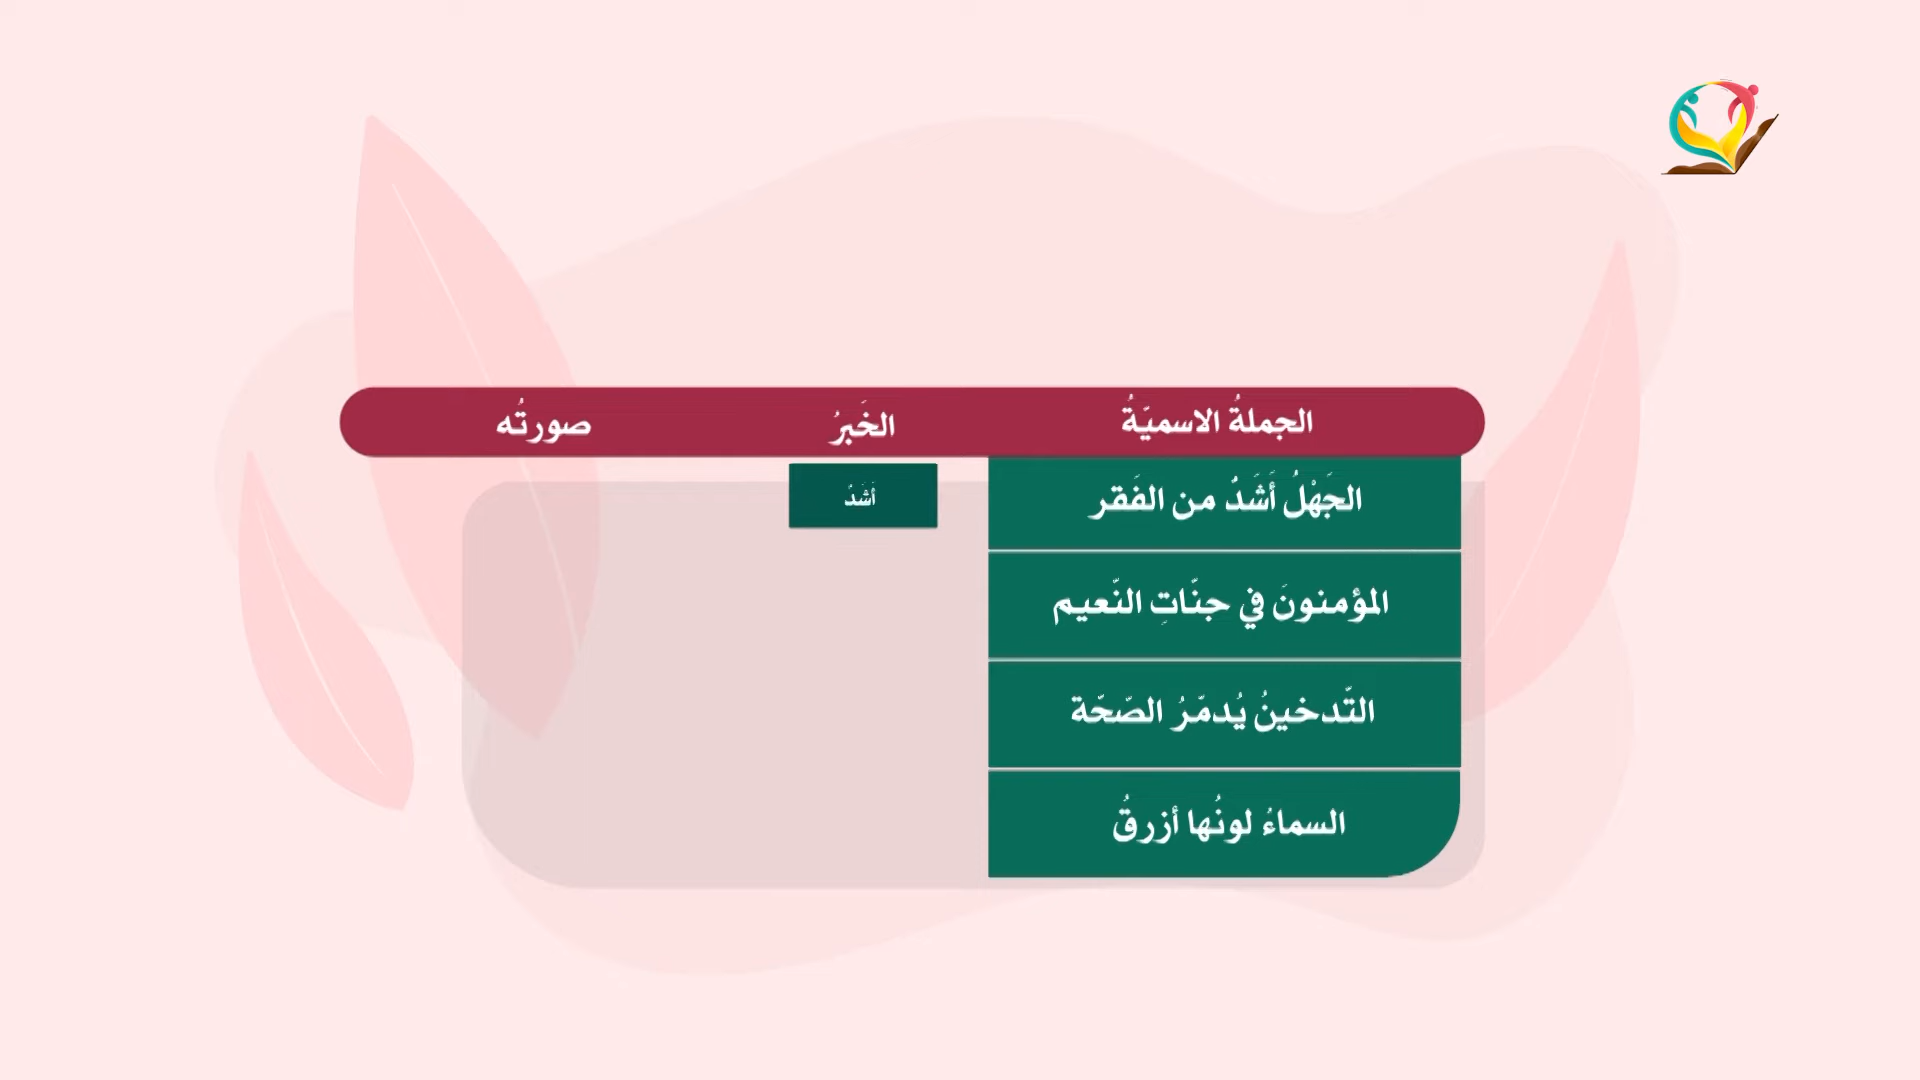 الجملةُ الاسميّةُ الخَبرُ صورتُه
الجَهْلُ أَشَدُّ من الفَقر أَشَدُّ
المؤمنونَ في جنّاتِ النّعيم
التّدخينُ يُدمّرُ الصّحّة
السماءُ لونُها أزرقُ